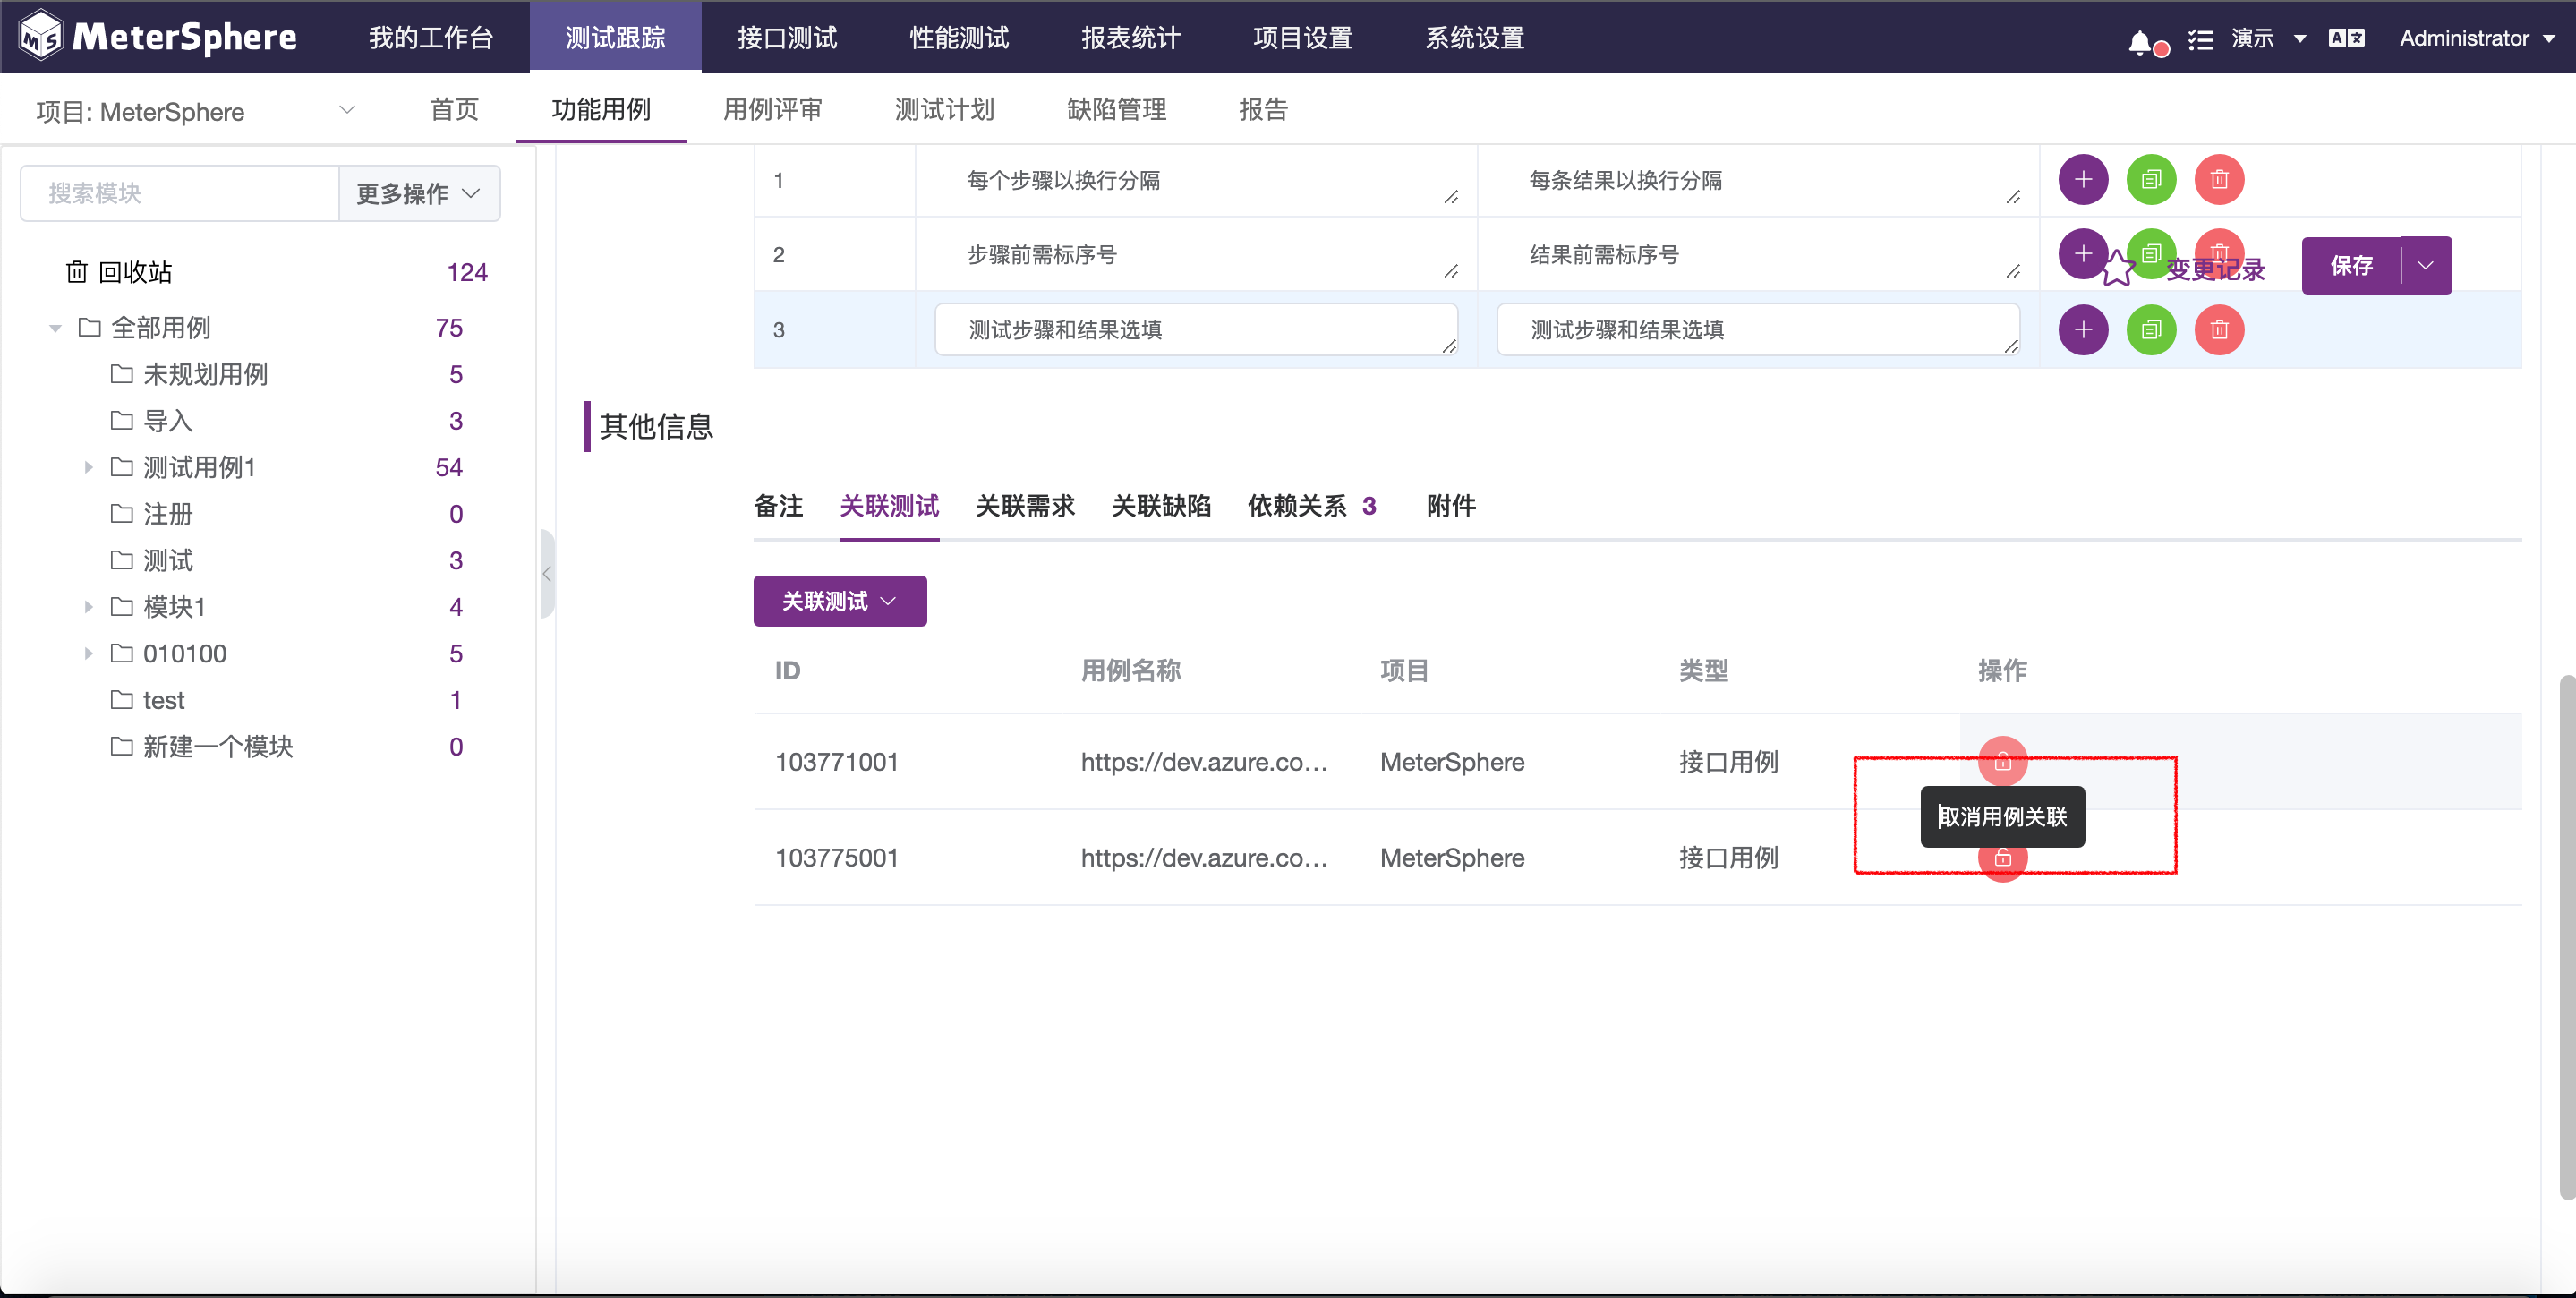 MeterSphere 我的工作台 测试跟踪 接口测试 性能测试 报表统计 项目设置 系统设置 演示 Administrator
项目: MeterSphere 首页 功能用例 用例评审 测试计划 缺陷管理 报告
搜索模块 更多操作
回收站 124
全部用例 75
未规划用例 5
导入 3
测试用例1 54
注册 0
测试 3
模块1 4
010100 5
test 1
新建一个模块 0
1 每个步骤以换行分隔 每条结果以换行分隔
2 步骤前需标序号 结果前需标序号
变更记录 保存
3 测试步骤和结果选填 测试步骤和结果选填
其他信息
备注 关联测试 关联需求 关联缺陷 依赖关系 3 附件
关联测试
ID 用例名称 项目 类型 操作
103771001 https://dev.azure.co... MeterSphere 接口用例
取消用例关联
103775001 https://dev.azure.co... MeterSphere 接口用例